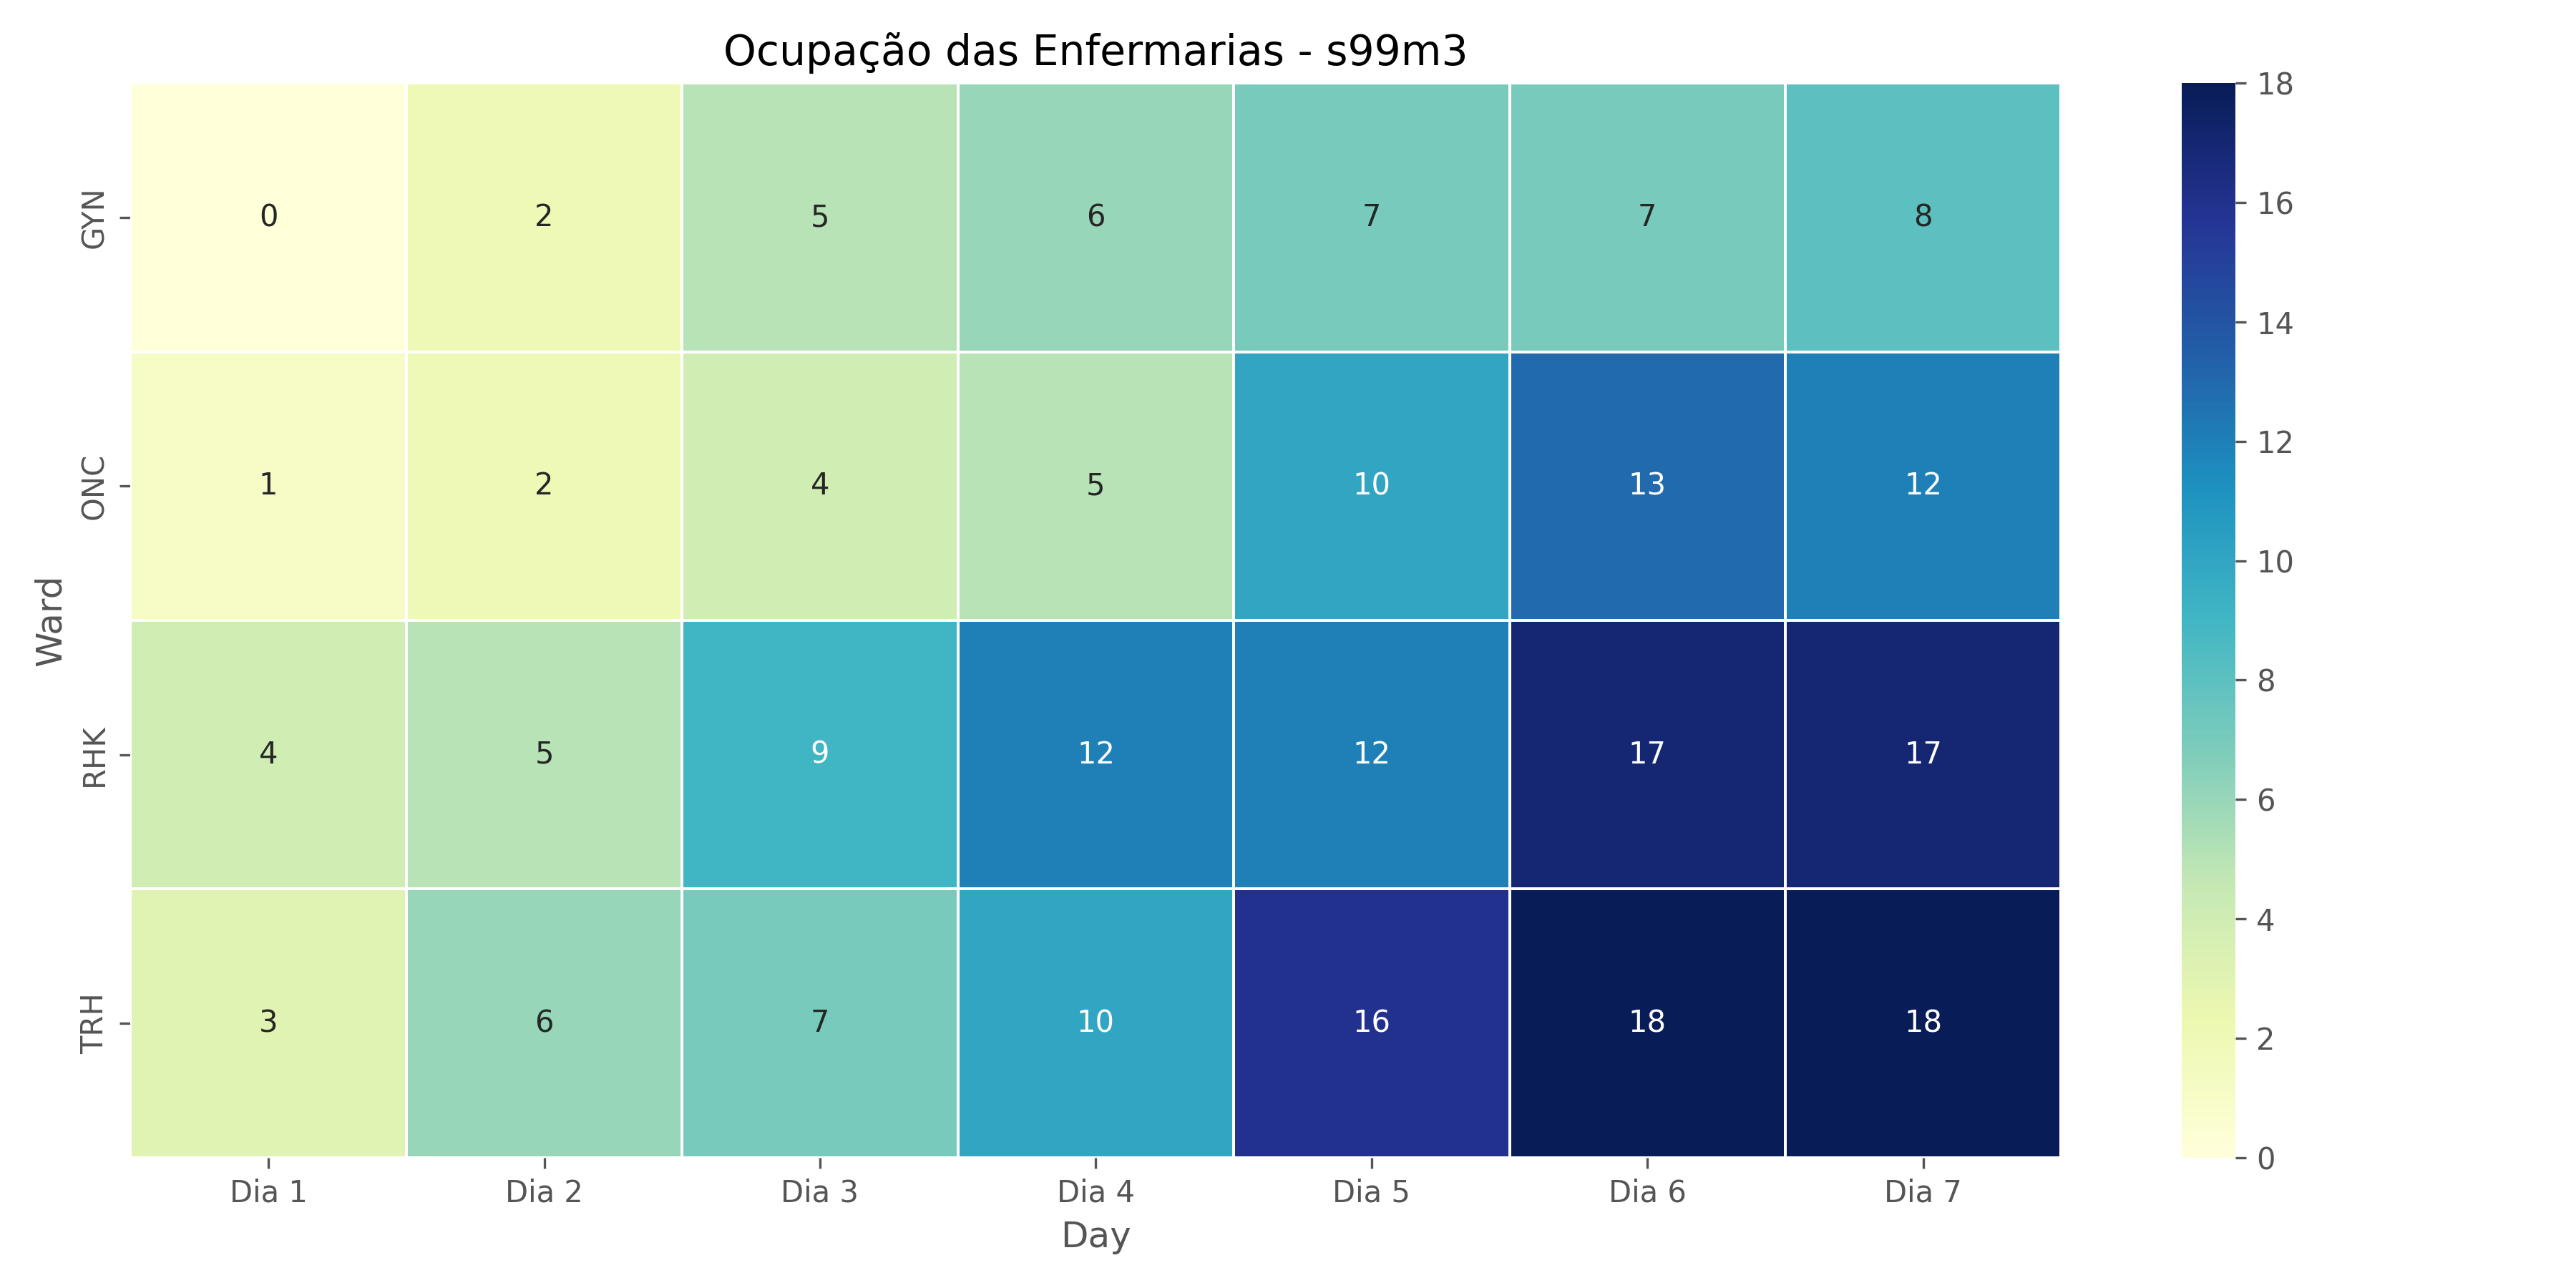 Ocupação das Enfermarias - s99m3
Ward
GYN 0 2 5 6 7 7 8
ONC 1 2 4 5 10 13 12
RHK 4 5 9 12 12 17 17
TRH 3 6 7 10 16 18 18
Dia 1 Dia 2 Dia 3 Dia 4 Dia 5 Dia 6 Dia 7
Day
18
16
14
12
10
8
6
4
2
0